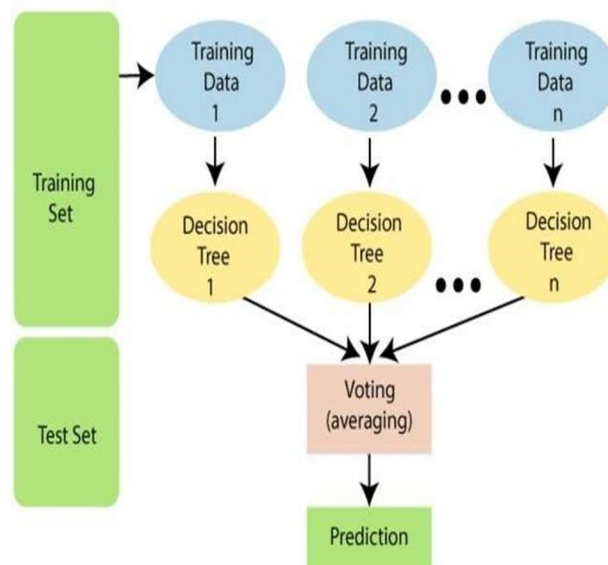 Training
Set
Test Set
Training
Data
1
Training
Data
2
Training
Data
n
Decision
Tree
1
Decision
Tree
2
Decision
Tree
n
Voting
(averaging)
Prediction